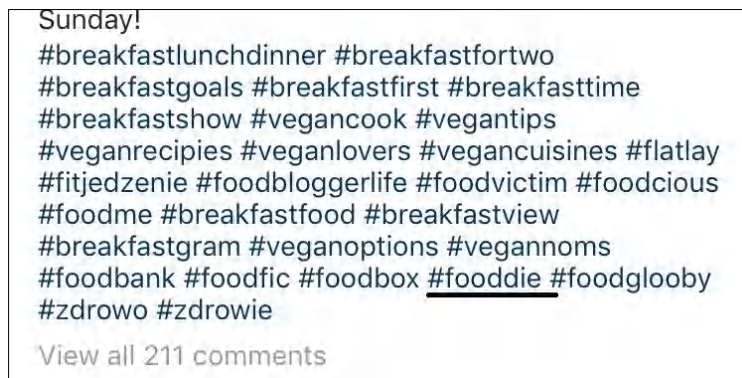 Sunday!
#breakfastlunchdinner #breakfastfortwo
#breakfastgoals #breakfastfirst #breakfasttime
#breakfastshow #vegancook #vegantips
#veganrecipies #veganlovers #vegancuisines #flatlay
#fitjedzenie #foodbloggerlife #foodvictim #foodcious
#foodme #breakfastfood #breakfastview
#breakfastgram #veganoptions #vegannoms
#foodbank #foodfic #foodbox #fooddie #foodglooby
#zdrowo #zdrowie
View all 211 comments